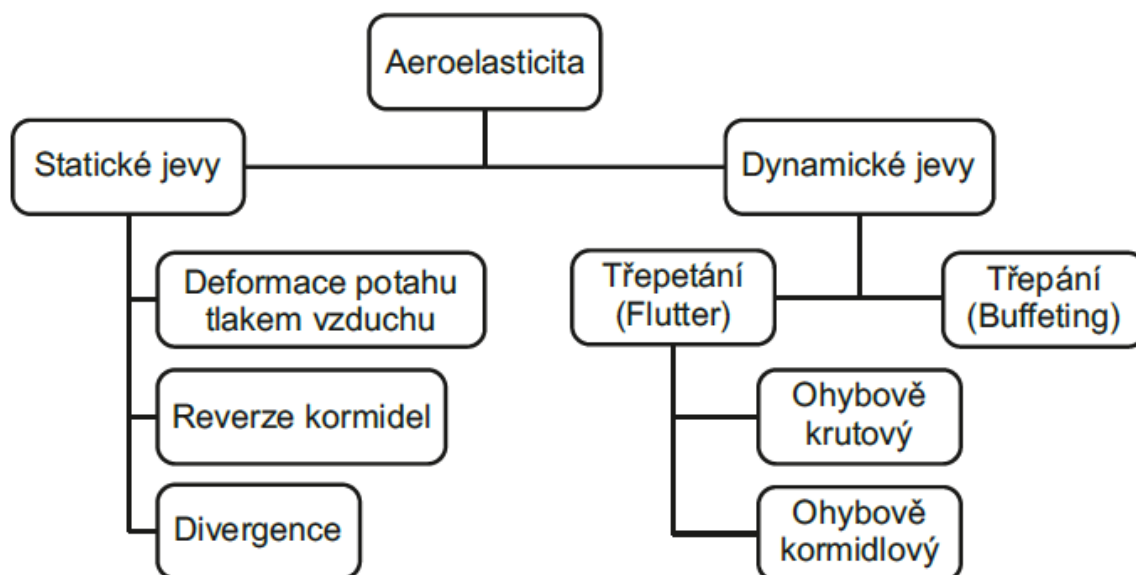 Aeroelasticita
Statické jevy
Dynamické jevy
Deformace potahu
tlakem vzduchu
Reverze kormidel
Divergence
Třepetání
(Flutter)
Třepání
(Buffeting)
Ohybově
krutový
Ohybově
kormidlový